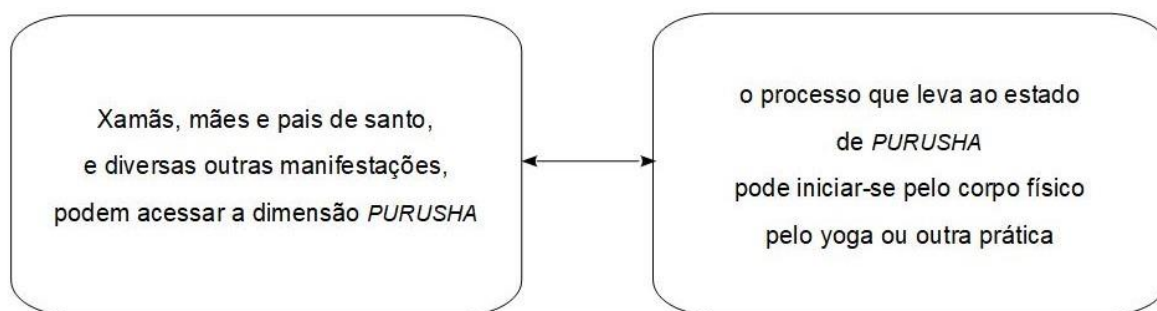 Xamãs, mães e pais de santo,
e diversas outras manifestações,
podem acessar a dimensão PURUSHA
o processo que leva ao estado
de PURUSHA
pode iniciar-se pelo corpo físico
pelo yoga ou outra prática